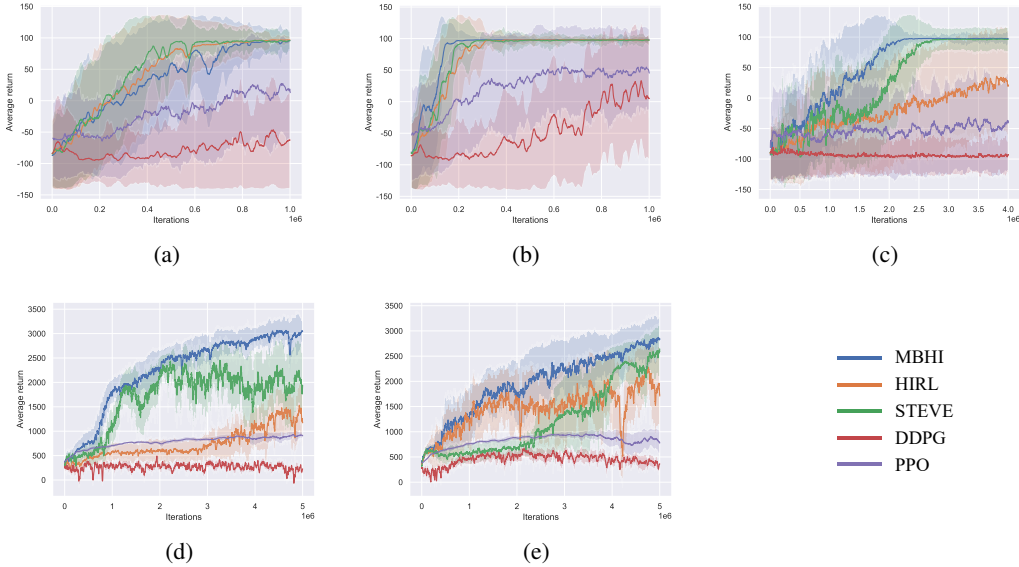 150
100
50
0
-50
-100
-150
Average return
0.0 0.2 0.4 0.6 0.8 1.0
Iterations 1e6
(a)
150
100
50
0
-50
-100
-150
Average return
0.0 0.2 0.4 0.6 0.8 1.0
Iterations 1e6
(b)
150
100
50
0
-50
-100
-150
Average return
0.0 0.5 1.0 1.5 2.0 2.5 3.0 3.5 4.0
Iterations 1e6
(c)
3500
3000
2500
2000
1500
1000
500
0
Average return
0 1 2 3 4 5
Iterations 1e6
(d)
3500
3000
2500
2000
1500
1000
500
0
Average return
0 1 2 3 4 5
Iterations 1e6
(e)
MBHI
HIRL
STEVE
DDPG
PPO